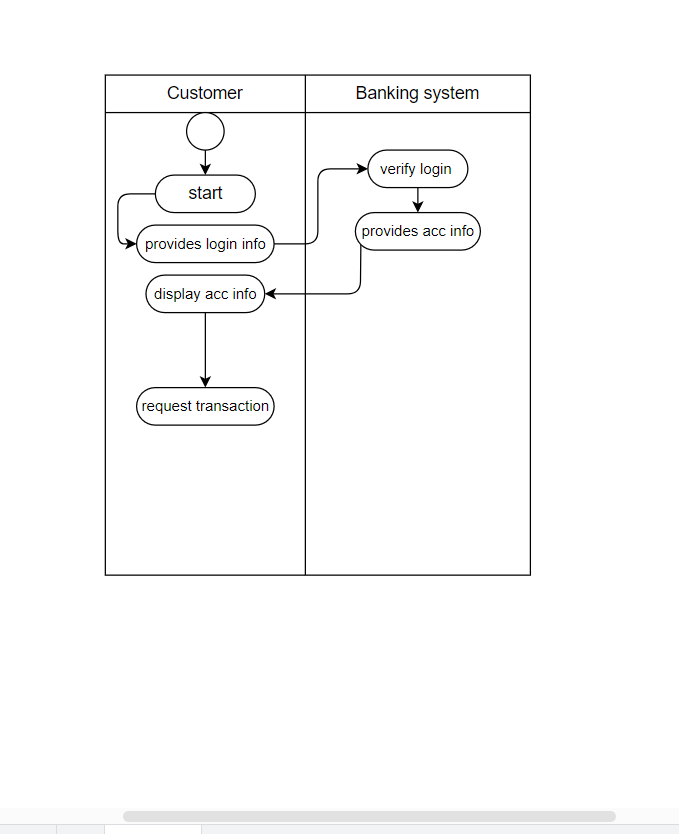 Customer
Banking system
start
verify login
provides login info
provides acc info
display acc info
request transaction